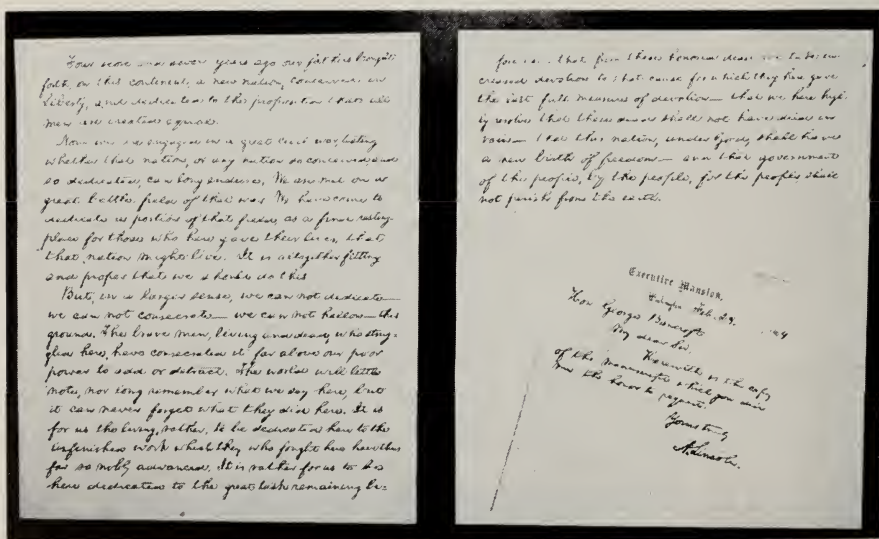 Four score and seven years ago our fathers brought
forth, on this continent, a new nation, conceived in
Liberty, and dedicated to the proposition that all
men are created equal.
Now we are engaged in a great civil war, testing
whether that nation, or any nation so conceived, and
so dedicated, can long endure. We are met on a
great battle-field of that war. We have come to
dedicate a portion of that field, as a final resting-
place for those who here gave their lives, that
that nation might live. It is altogether fitting
and proper that we should do this.
But, in a larger sense, we can not dedicate—
we can not consecrate— we can not hallow— this
ground. The brave men, living and dead, who strug-
gled here, have consecrated it far above our poor
power to add or detract. The world will little
note, nor long remember what we say here, but
it can never forget what they did here. It is
for us the living, rather, to be dedicated here to the
unfinished work which they who fought here have thus
far so nobly advanced. It is rather for us to be
here dedicated to the great task remaining be-
fore us— that from these honored dead we take in-
creased devotion to that cause for which they here gave
the last full measure of devotion— that we here high-
ly resolve that these dead shall not have died in
vain— that this nation, under God, shall have
a new birth of freedom— and that government
of the people, by the people, for the people shall
not perish from the earth.
Executive Mansion,
Feb. 29. 64
Hon George Bancroft
My dear Sir.
Herewith is the copy
of the manuscript which you did
me the honor to request.
Yours truly
A. Lincoln.